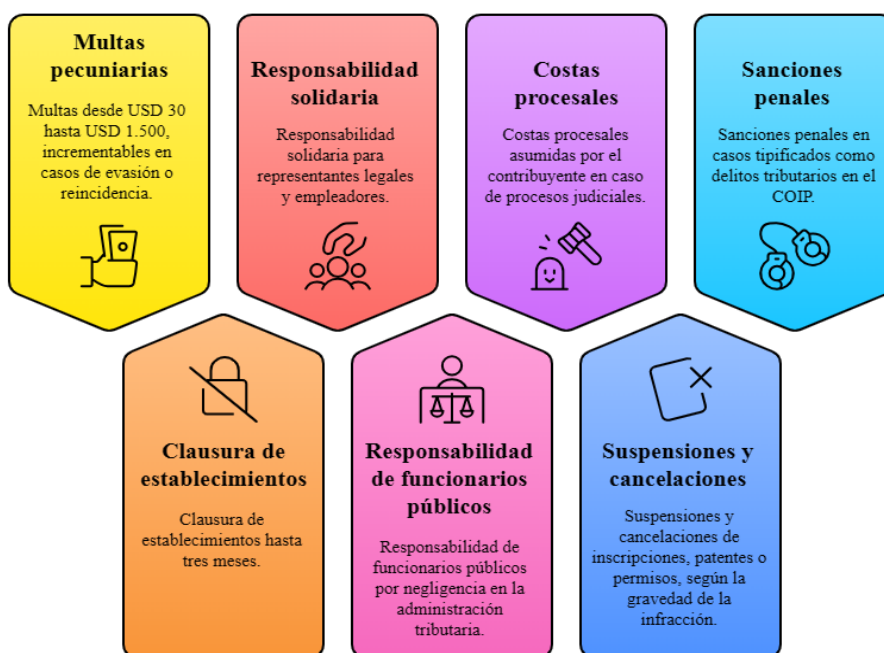 Multas
pecuniarias
Multas desde USD 30
hasta USD 1.500,
incrementables en
casos de evasión o
reincidencia.
Responsabilidad
solidaria
Responsabilidad
solidaria para
representantes legales
y empleadores.
Costas
procesales
Costas procesales
asumidas por el
contribuyente en caso
de procesos judiciales.
Sanciones
penales
Sanciones penales en
casos tipificados como
delitos tributarios en el
COIP.
Clausura de
establecimientos
Clausura de
establecimientos hasta
tres meses.
Responsabilidad
de funcionarios
públicos
Responsabilidad de
funcionarios públicos
por negligencia en la
administración
tributaria.
Suspensiones y
cancelaciones
Suspensiones y
cancelaciones de
inscripciones, patentes o
permisos, según la
gravedad de la
infracción.